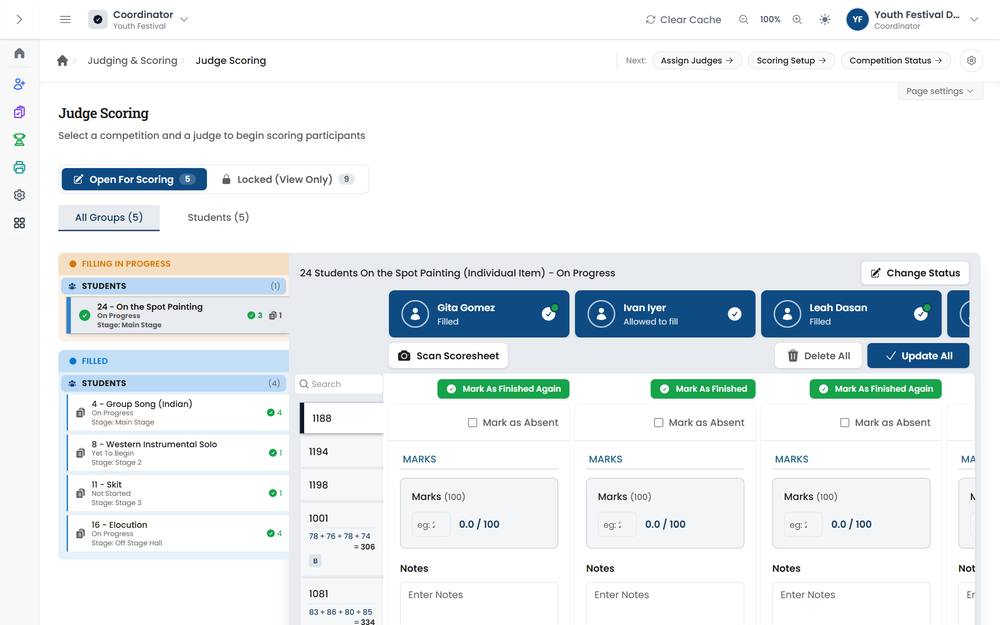 Coordinator
Youth Festival
Clear Cache
100%
YF
Youth Festival D...
Coordinator
Judging & Scoring
Judge Scoring
Next:
Assign Judges →
Scoring Setup →
Competition Status →
Page settings
Judge Scoring
Select a competition and a judge to begin scoring participants
Open For Scoring 5
Locked (View Only) 9
All Groups (5)
Students (5)
FILLING IN PROGRESS
STUDENTS (1)
24 - On the Spot Painting
On Progress
Stage: Main Stage
3 1
FILLED
STUDENTS (4)
4 - Group Song (Indian)
On Progress
Stage: Main Stage
4
8 - Western Instrumental Solo
Yet To Begin
Stage: Stage 2
1
11 - Skit
Not Started
Stage: Stage 3
1
16 - Elocution
On Progress
Stage: Off Stage Hall
4
24 Students On the Spot Painting (Individual Item) - On Progress
Change Status
Gita Gomez
Filled
Ivan Iyer
Allowed to fill
Leah Dasan
Filled
Scan Scoresheet
Delete All
Update All
Search
1188
1194
1198
1001
78 + 76 + 78 + 74
= 306
B
1081
83 + 86 + 80 + 85
= 334
Mark As Finished Again
Mark As Finished
Mark As Finished Again
Mark as Absent
Mark as Absent
Mark as Absent
MARKS
MARKS
MARKS
MA
Marks (100)
Marks (100)
Marks (100)
M
eg: 0.0 / 100
eg: 0.0 / 100
eg: 0.0 / 100
Notes
Notes
Notes
Not
Enter Notes
Enter Notes
Enter Notes
Er